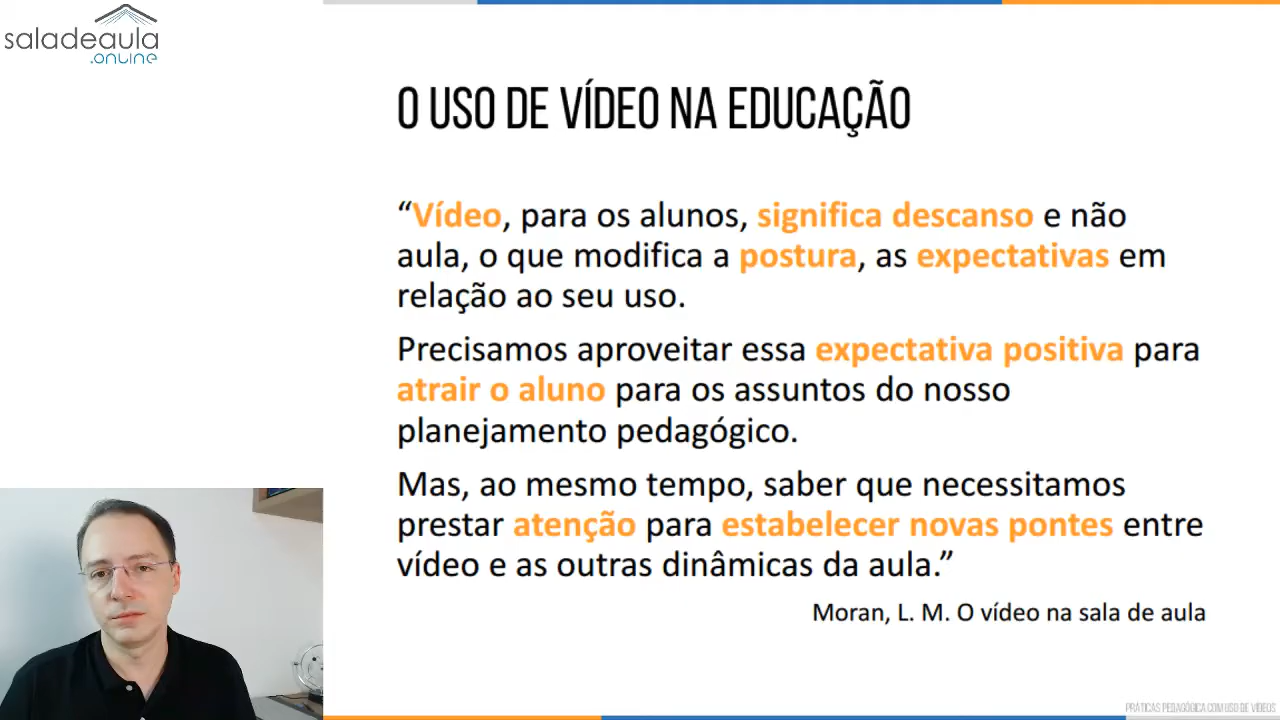 saladeaula
.online
O USO DE VÍDEO NA EDUCAÇÃO
“Vídeo, para os alunos, significa descanso e não
aula, o que modifica a postura, as expectativas em
relação ao seu uso.
Precisamos aproveitar essa expectativa positiva para
atrair o aluno para os assuntos do nosso
planejamento pedagógico.
Mas, ao mesmo tempo, saber que necessitamos
prestar atenção para estabelecer novas pontes entre
vídeo e as outras dinâmicas da aula.”
Moran, L. M. O vídeo na sala de aula
PRÁTICAS PEDAGÓGICA COM USO DE VÍDEOS